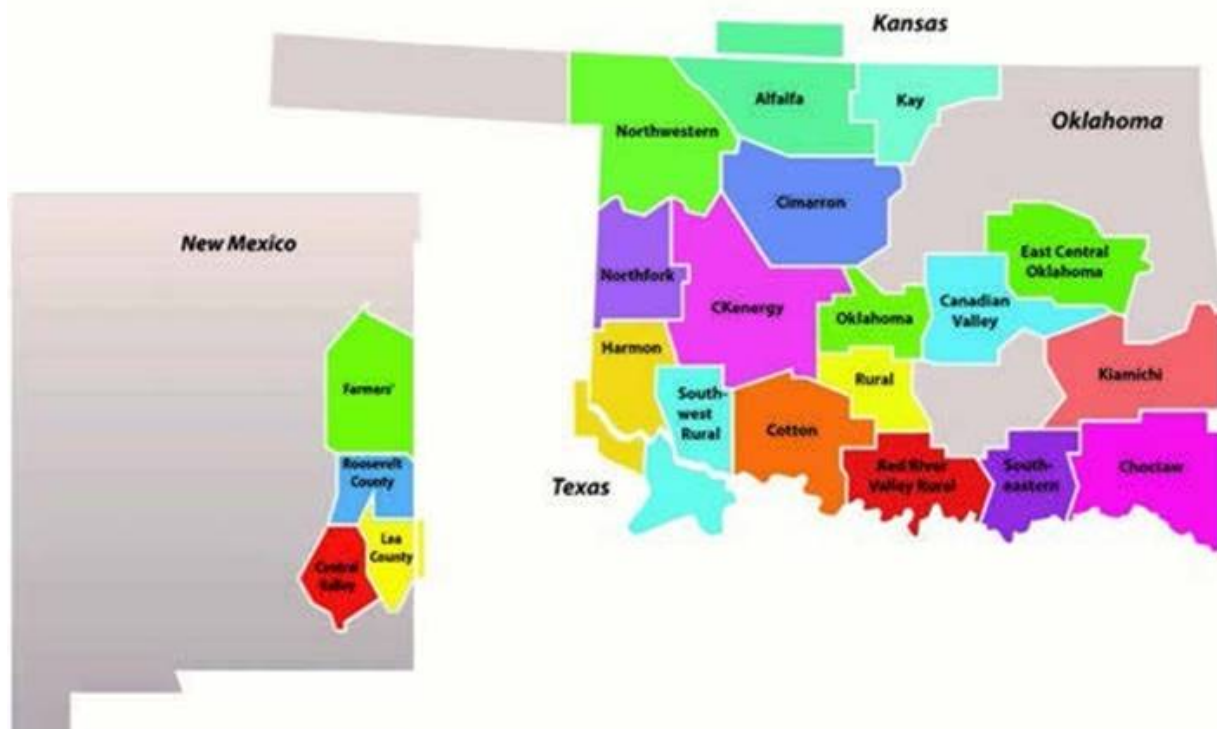 Kansas
Alfalfa
Kay
Oklahoma
Northwestern
Cimarron
New Mexico
East Central
Oklahoma
Northfork
CKenergy
Canadian
Valley
Oklahoma
Harmon
Rural
Kiamichi
Farmers'
South-
west
Rural
Cotton
Roosevelt
County
Texas
Red River
Valley Rural
South-
eastern
Choctaw
Lea
County
Central
Valley